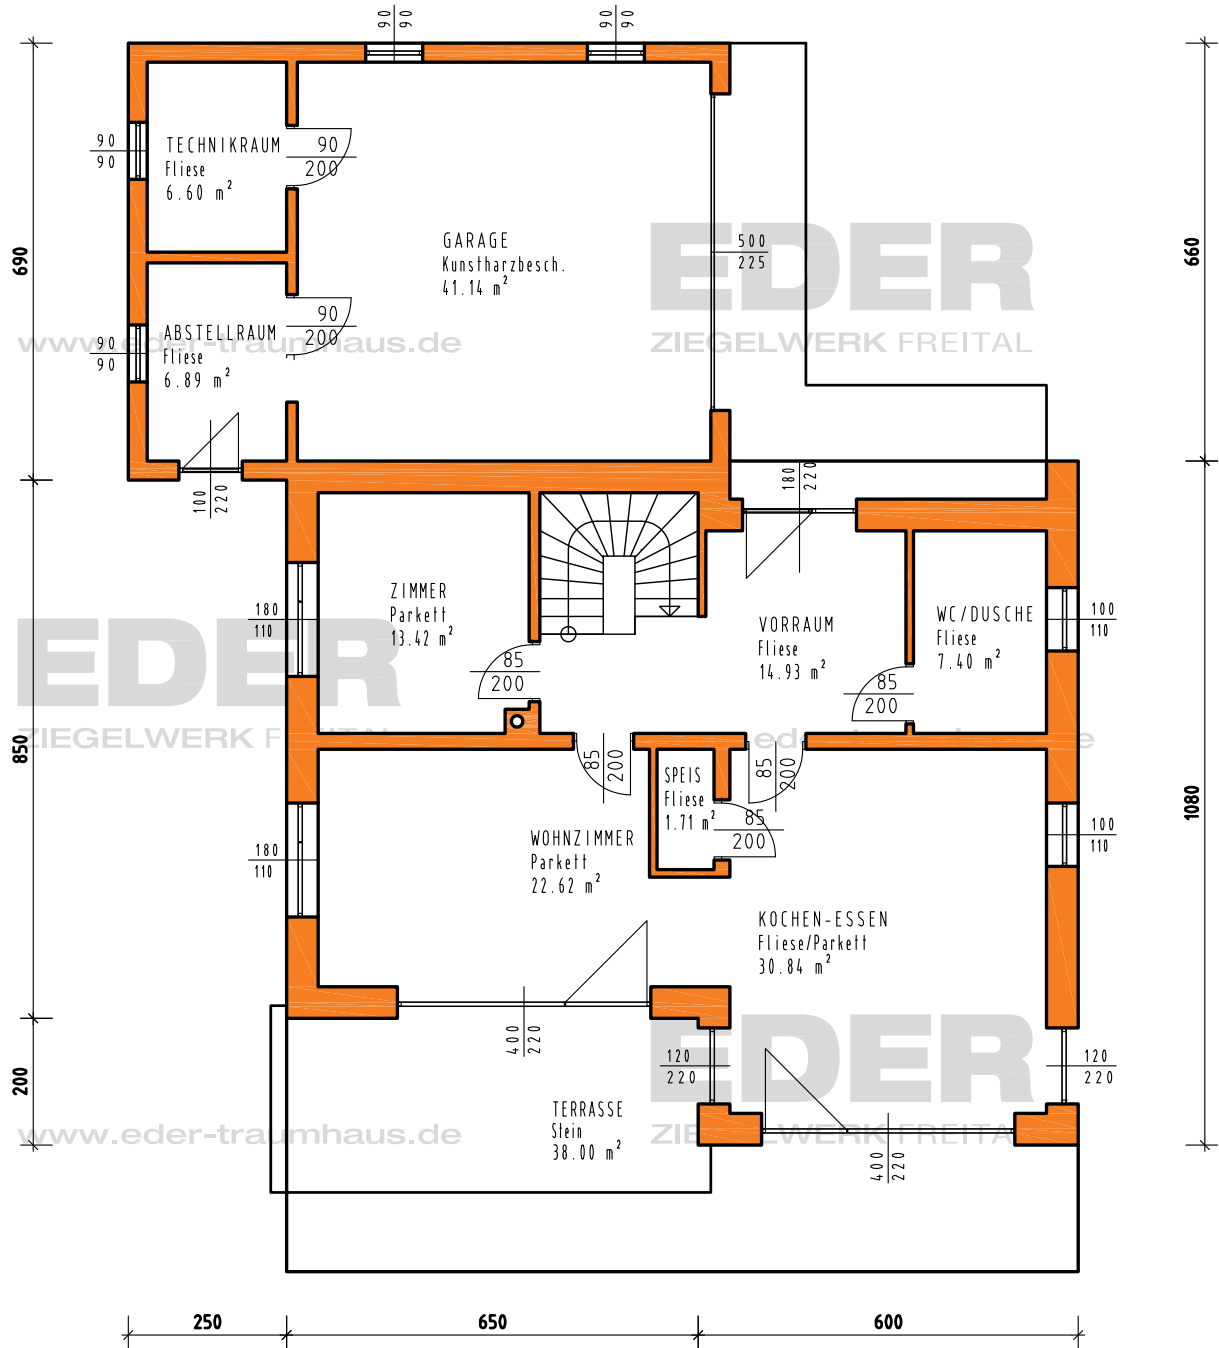 90
90
90
90
TECHNIKRAUM
Fliese
6.60 m²
90
90
90
200
GARAGE
Kunstharzbesch.
41.14 m²
500
225
EDER
ZIEGELWERK FREITAL
690
660
www.eder-traumhaus.de
ABSTELLRAUM
Fliese
6.89 m²
90
90
90
200
100
220
180
220
ZIMMER
Parkett
13.42 m²
180
110
VORRAUM
Fliese
14.93 m²
WC/DUSCHE
Fliese
7.40 m²
100
110
85
200
85
200
EDER
ZIEGELWERK FREITAL
850
1080
85
200
85
200
SPEIS
Fliese
1.71 m²
85
200
WOHNZIMMER
Parkett
22.62 m²
180
110
100
110
KOCHEN-ESSEN
Fliese/Parkett
30.84 m²
400
220
120
220
120
220
EDER
ZIEGELWERK FREITAL
200
TERRASSE
Stein
38.00 m²
www.eder-traumhaus.de
400
220
250
650
600